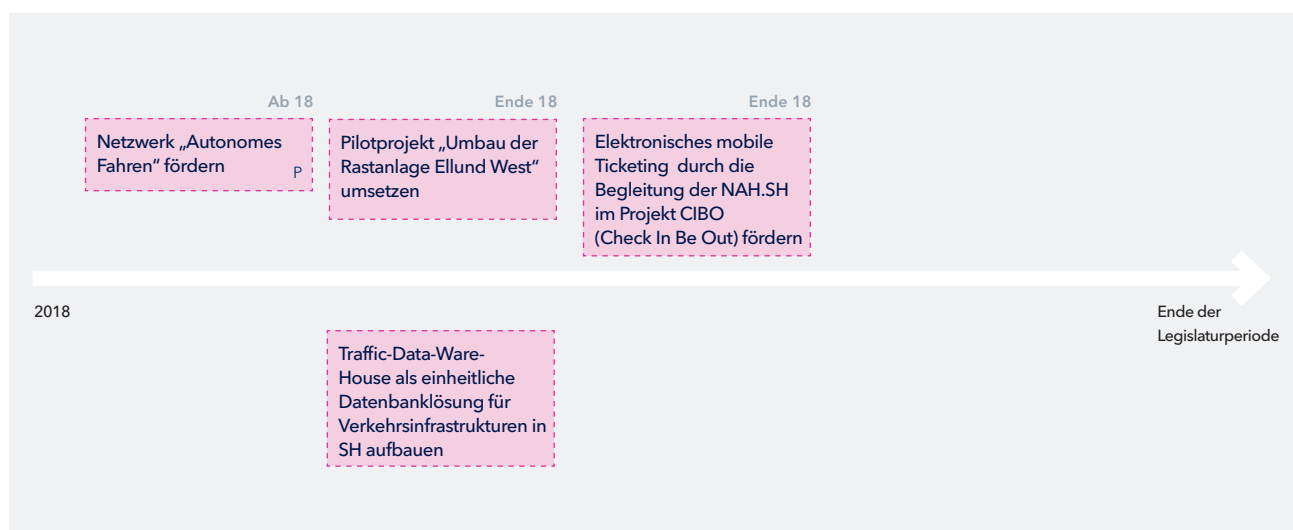 Ab 18
Netzwerk „Autonomes
Fahren“ fördern
P
Ende 18
Pilotprojekt „Umbau der
Rastanlage Ellund West“
umsetzen
Ende 18
Elektronisches mobile
Ticketing durch die
Begleitung der NAH.SH
im Projekt CIBO
(Check In Be Out) fördern
2018
Ende der
Legislaturperiode
Traffic-Data-Ware-
House als einheitliche
Datenbanklösung für
Verkehrsinfrastrukturen in
SH aufbauen